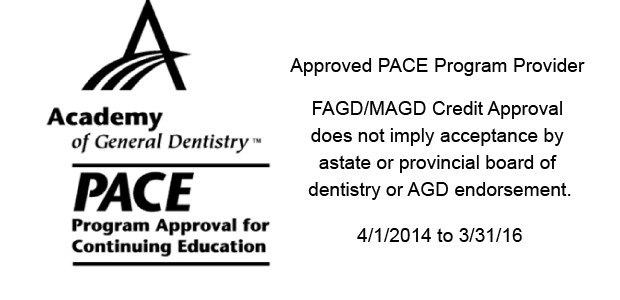 Academy
of General Dentistry™
PACE
Program Approval for
Continuing Education
Approved PACE Program Provider
FAGD/MAGD Credit Approval
does not imply acceptance by
astate or provincial board of
dentistry or AGD endorsement.
4/1/2014 to 3/31/16